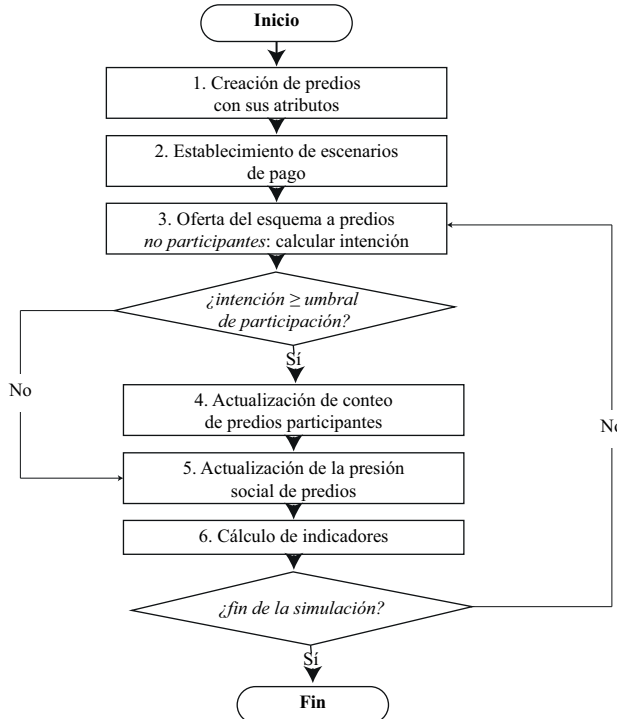 Inicio
1. Creación de predios
con sus atributos
2. Establecimiento de escenarios
de pago
3. Oferta del esquema a predios
no participantes: calcular intención
¿intención ≥ umbral
de participación?
Sí
No
4. Actualización de conteo
de predios participantes
No
5. Actualización de la presión
social de predios
6. Cálculo de indicadores
¿fin de la simulación?
Sí
Fin